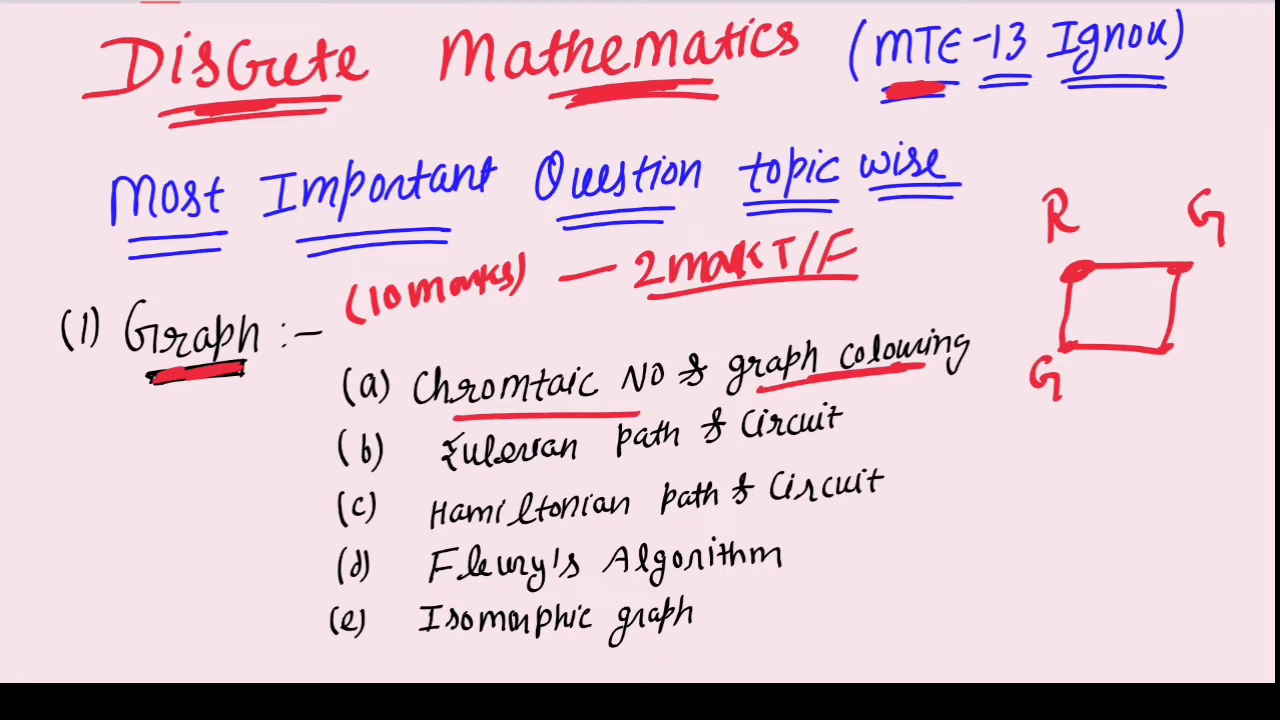 Discrete Mathematics (MTE-13 Ignou)
Most Important Question topic wise
(10 marks) — 2 mark T/F
(1) Graph :-
(a) Chromtaic NO & graph colouring
(b) Eulerian path & Circuit
(c) Hamiltonian path & Circuit
(d) Fleury's Algorithm
(e) Isomorphic graph
R G
G